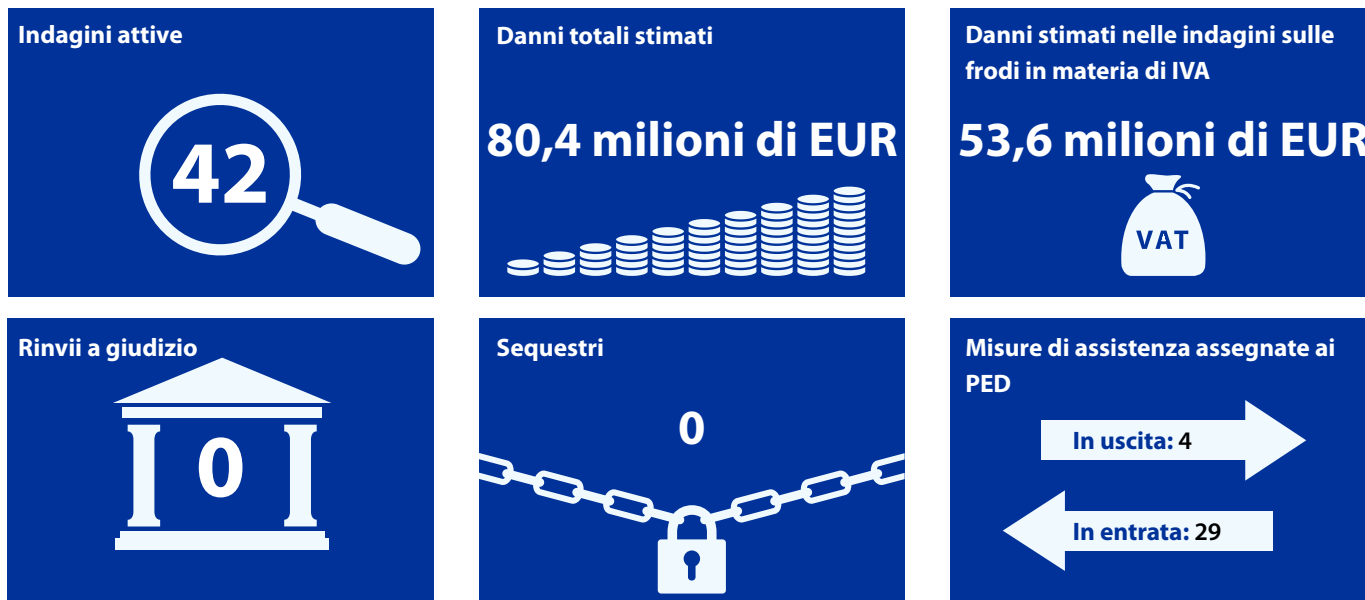 Indagini attive
42
Danni totali stimati
80,4 milioni di EUR
Danni stimati nelle indagini sulle
frodi in materia di IVA
53,6 milioni di EUR
VAT
Rinvii a giudizio
0
Sequestri
0
Misure di assistenza assegnate ai
PED
In uscita: 4
In entrata: 29